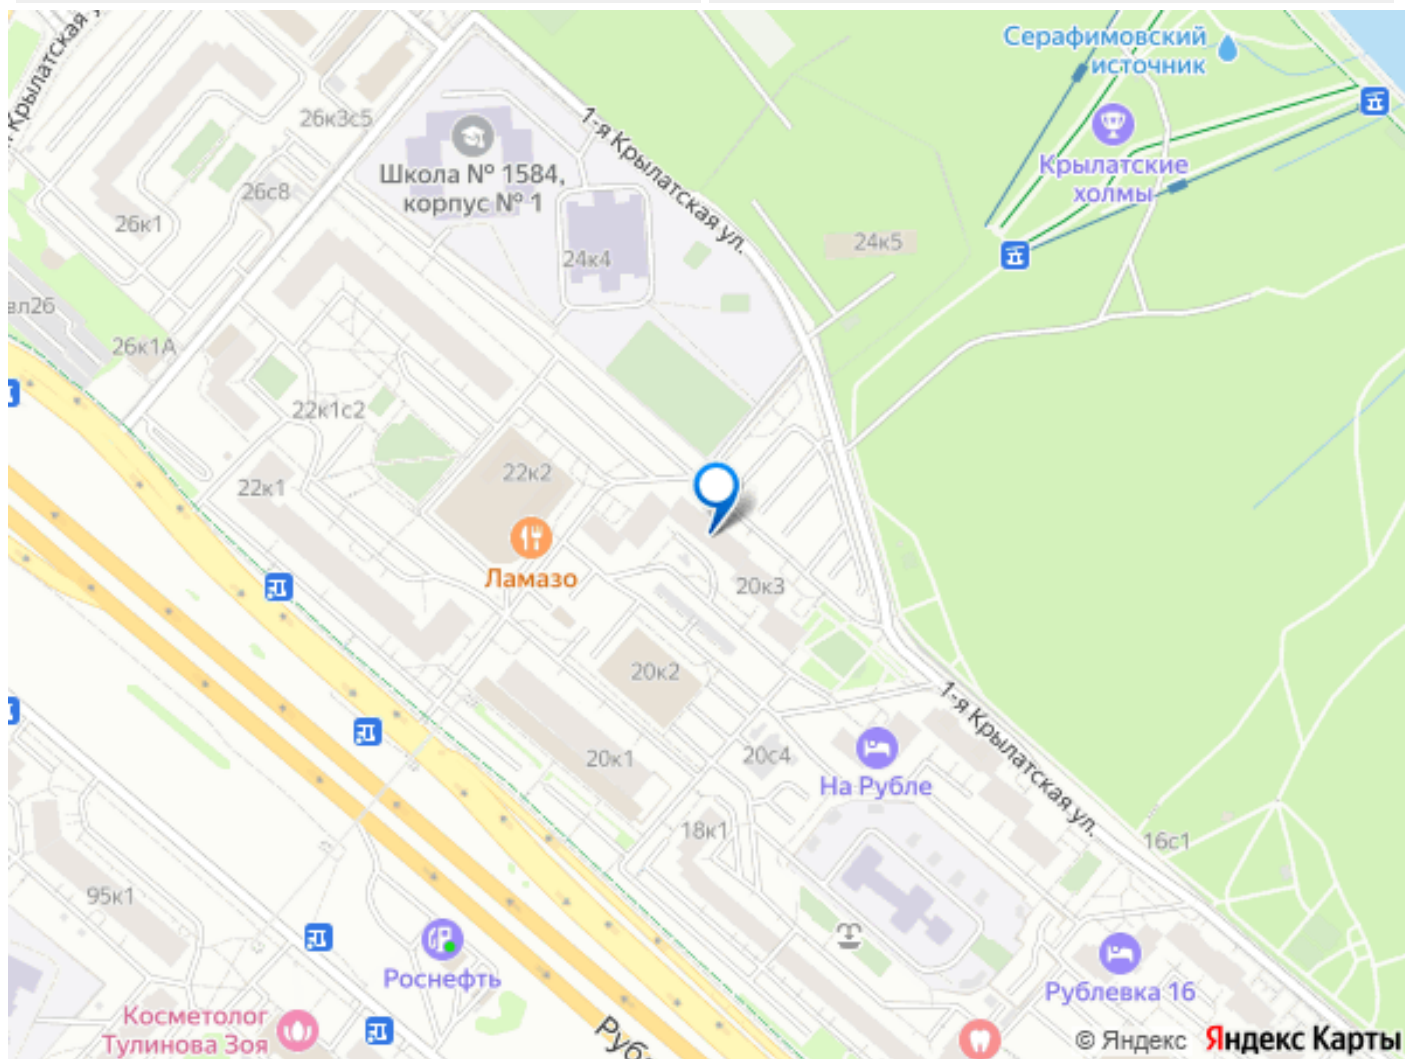 Крылатская у
Серафимовский
источник
Крылатские
холмы
1-я Крылатская ул.
26к3с5
Школа № 1584,
корпус № 1
26с8
26к1
24к4
24к5
вл26
26к1А
22к1с2
22к2
22к1
Ламазо
20к3
20к2
20к1
20с4
На Рубле
1-я Крылатская ул.
18к1
16с1
95к1
Роснефть
Рублевка 16
Косметолог
Тулинова Зоя
Руб
© Яндекс Яндекс Карты